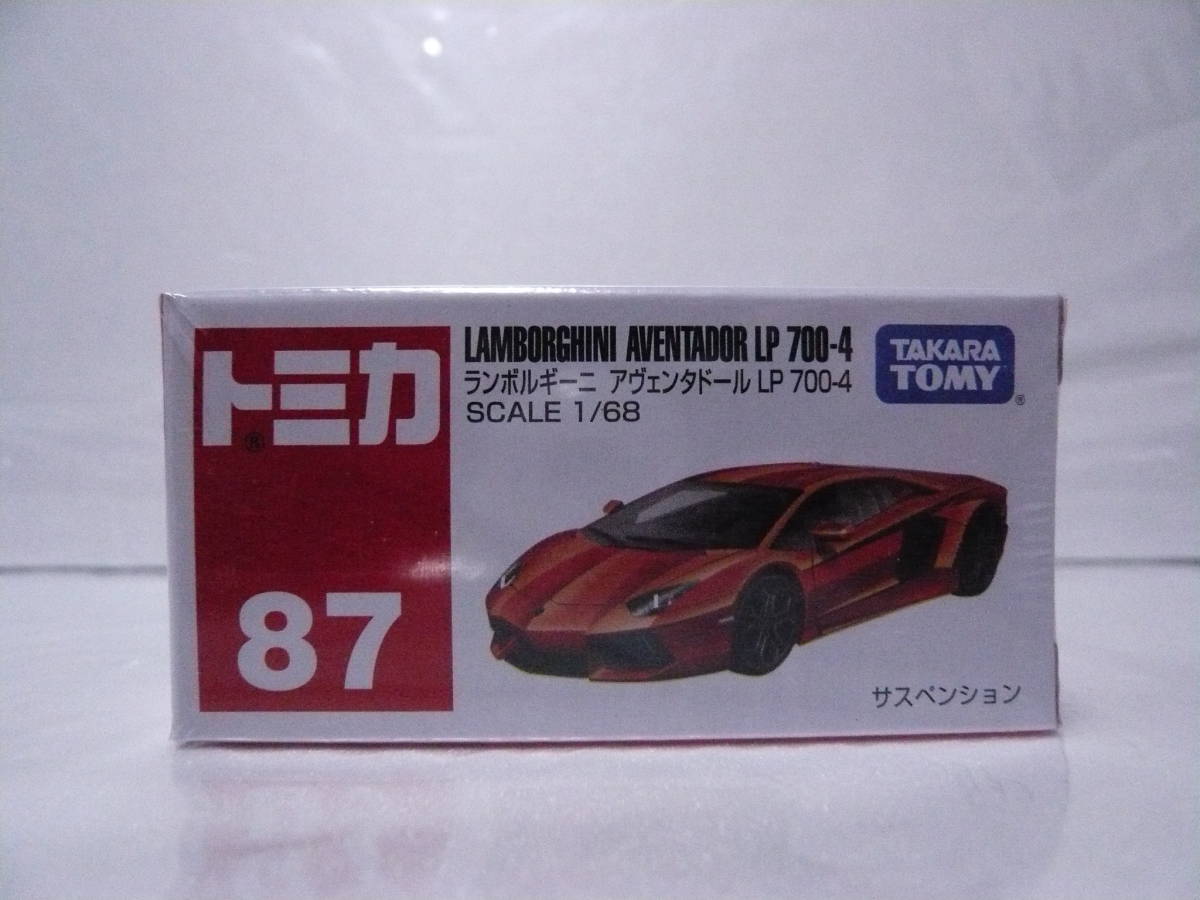 トミカ
®
87
LAMBORGHINI AVENTADOR LP 700-4
ランボルギーニ アヴェンタドール LP 700-4
SCALE 1/68
TAKARA
TOMY
®
サスペンション